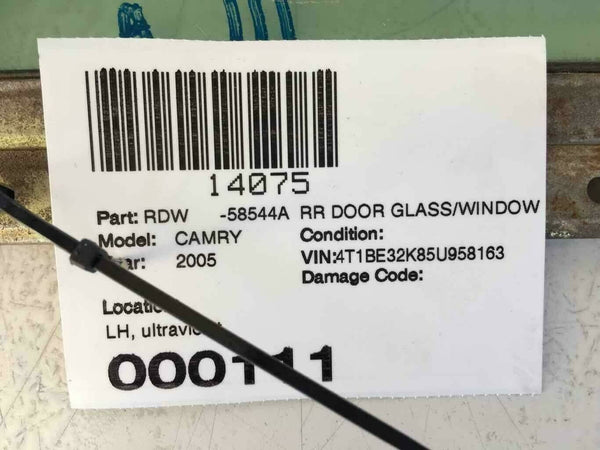 14075
Part: RDW -58544A RR DOOR GLASS/WINDOW
Model: CAMRY Condition:
2005 VIN:4T1BE32K85U958163
Damage Code:
LH,
000111